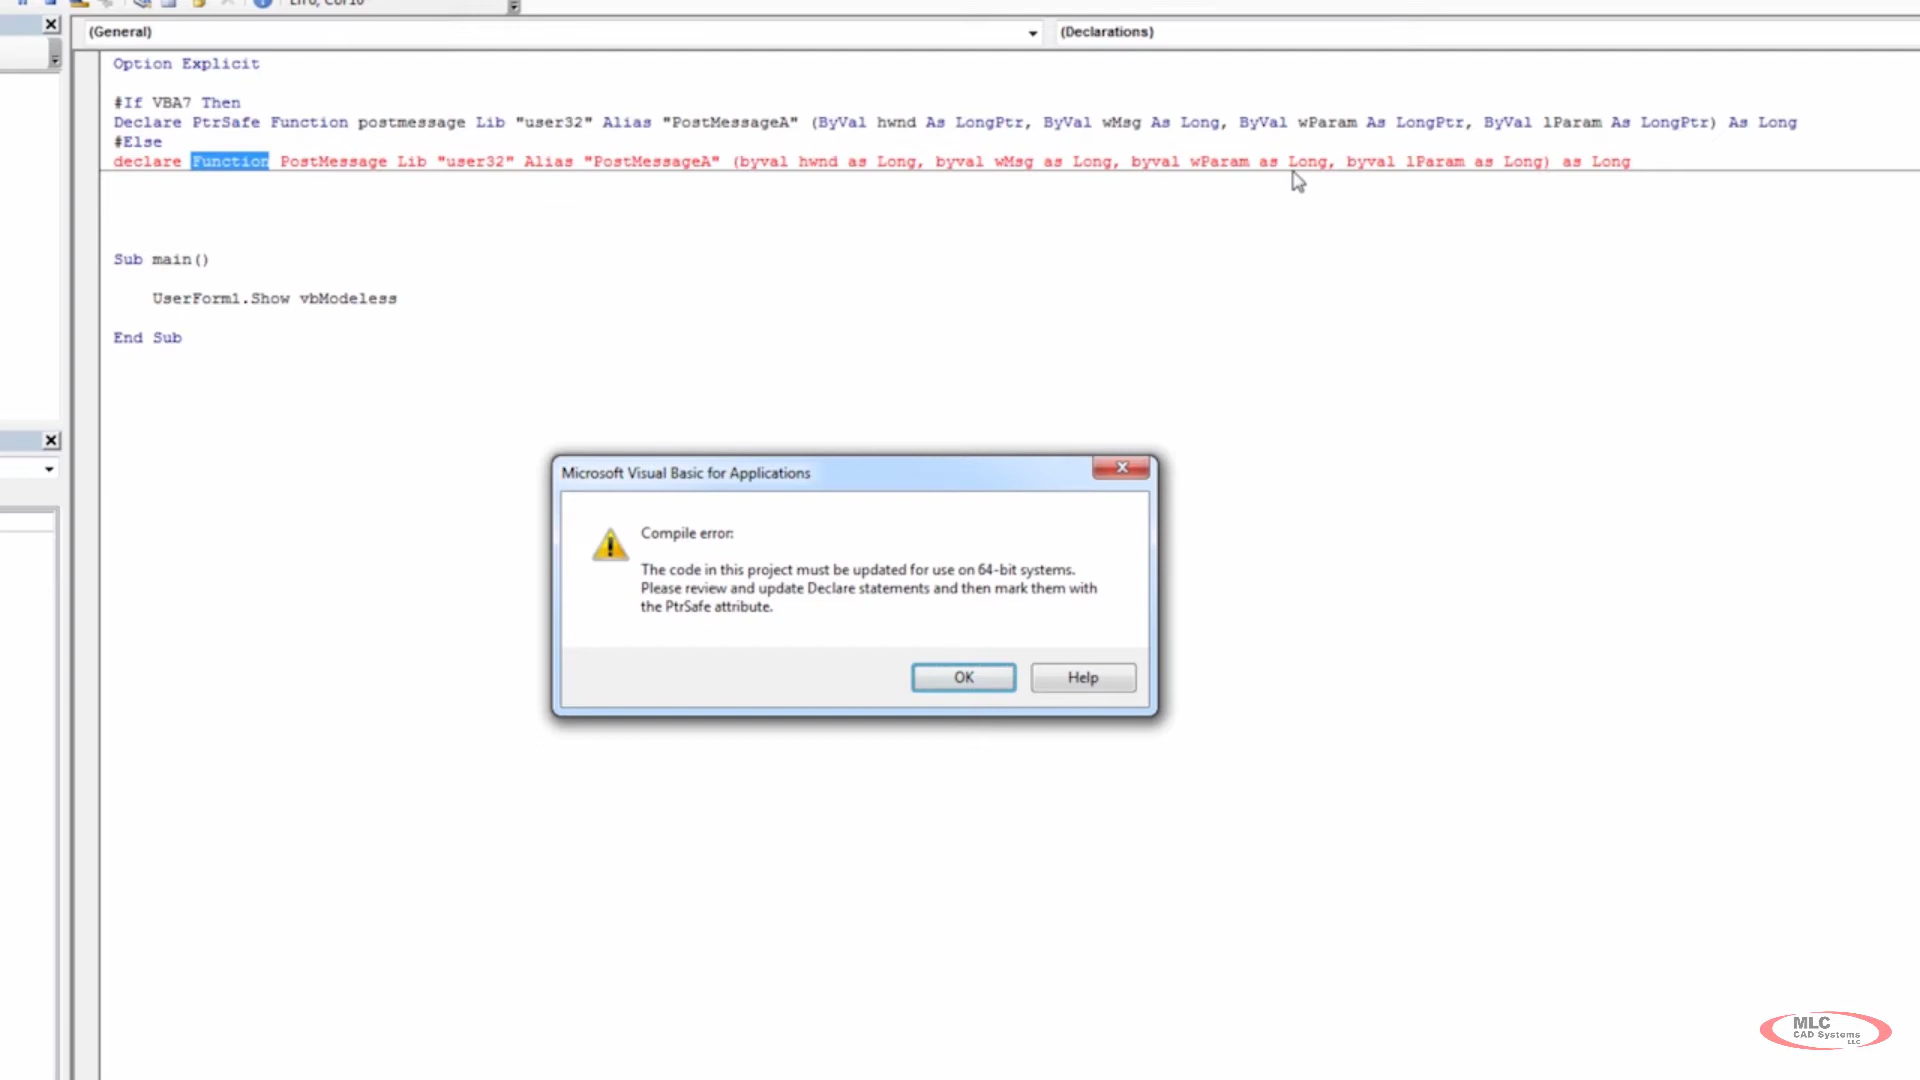 (General)
(Declarations)
Option Explicit
#If VBA7 Then
Declare PtrSafe Function postmessage Lib "user32" Alias "PostMessageA" (ByVal hwnd As LongPtr, ByVal wMsg As Long, ByVal wParam As LongPtr, ByVal lParam As LongPtr) As Long
#Else
declare Function PostMessage Lib "user32" Alias "PostMessageA" (byval hwnd as Long, byval wMsg as Long, byval wParam as Long, byval lParam as Long) as Long
Sub main()
UserForm1.Show vbModeless
End Sub
Microsoft Visual Basic for Applications
Compile error:
The code in this project must be updated for use on 64-bit systems.
Please review and update Declare statements and then mark them with
the PtrSafe attribute.
OK
Help
MLC
CAD Systems
LLC